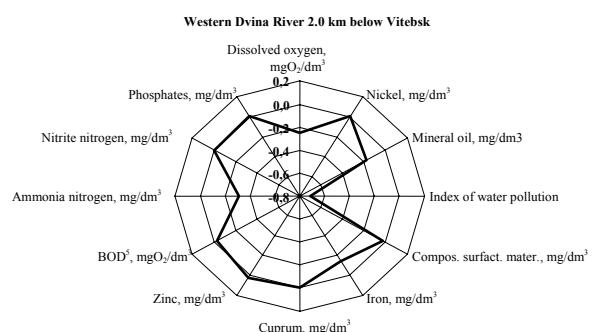 Western Dvina River 2.0 km below Vitebsk
Dissolved oxygen,
mgO₂/dm³
0,2
Phosphates, mg/dm³
Nickel, mg/dm³
0,0
-0,2
Nitrite nitrogen, mg/dm³
Mineral oil, mg/dm3
-0,4
-0,6
Ammonia nitrogen, mg/dm³
-0,8
Index of water pollution
BOD⁵, mgO₂/dm³
Compos. surfact. mater., mg/dm³
Zinc, mg/dm³
Iron, mg/dm³
Cuprum, mg/dm³